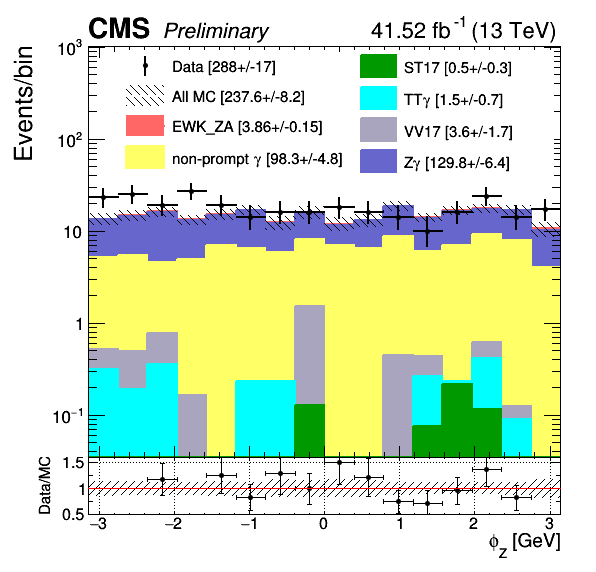 CMS Preliminary 41.52 fb⁻¹ (13 TeV)
Events/bin
10³
10²
10
1
10⁻¹
Data [288+/-17]
All MC [237.6+/-8.2]
EWK_ZA [3.86+/-0.15]
non-prompt γ [98.3+/-4.8]
ST17 [0.5+/-0.3]
TTγ [1.5+/-0.7]
VV17 [3.6+/-1.7]
Zγ [129.8+/-6.4]
Data/MC
1.5
1
0.5
−3 −2 −1 0 1 2 3
ϕ_Z [GeV]